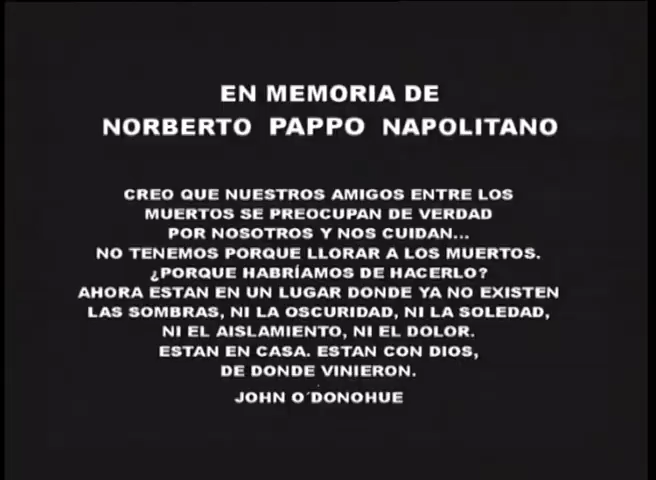 EN MEMORIA DE
NORBERTO PAPPO NAPOLITANO
CREO QUE NUESTROS AMIGOS ENTRE LOS
MUERTOS SE PREOCUPAN DE VERDAD
POR NOSOTROS Y NOS CUIDAN...
NO TENEMOS PORQUE LLORAR A LOS MUERTOS.
¿PORQUE HABRÍAMOS DE HACERLO?
AHORA ESTAN EN UN LUGAR DONDE YA NO EXISTEN
LAS SOMBRAS, NI LA OSCURIDAD, NI LA SOLEDAD,
NI EL AISLAMIENTO, NI EL DOLOR.
ESTAN EN CASA. ESTAN CON DIOS,
DE DONDE VINIERON.
JOHN O´DONOHUE